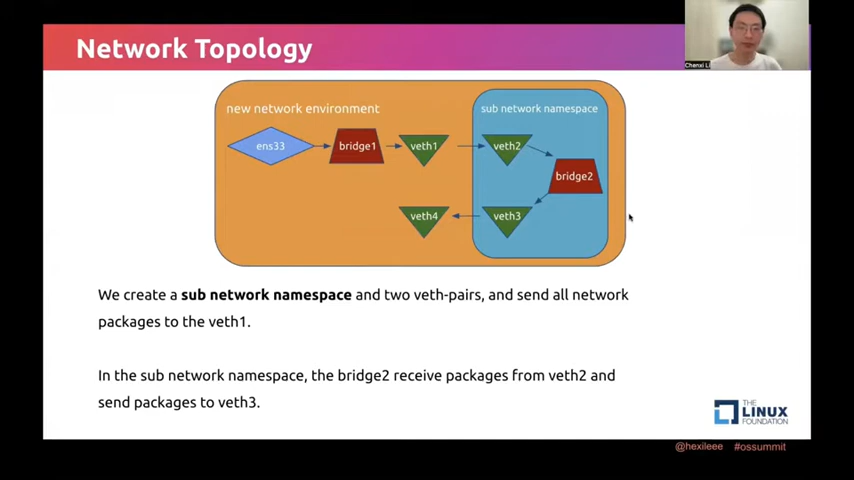 Network Topology
Chenxi Li
new network environment
sub network namespace
ens33
bridge1
veth1
veth2
bridge2
veth4
veth3
We create a sub network namespace and two veth-pairs, and send all network
packages to the veth1.
In the sub network namespace, the bridge2 receive packages from veth2 and
send packages to veth3.
THE
LINUX
FOUNDATION
@hexileee #ossummit